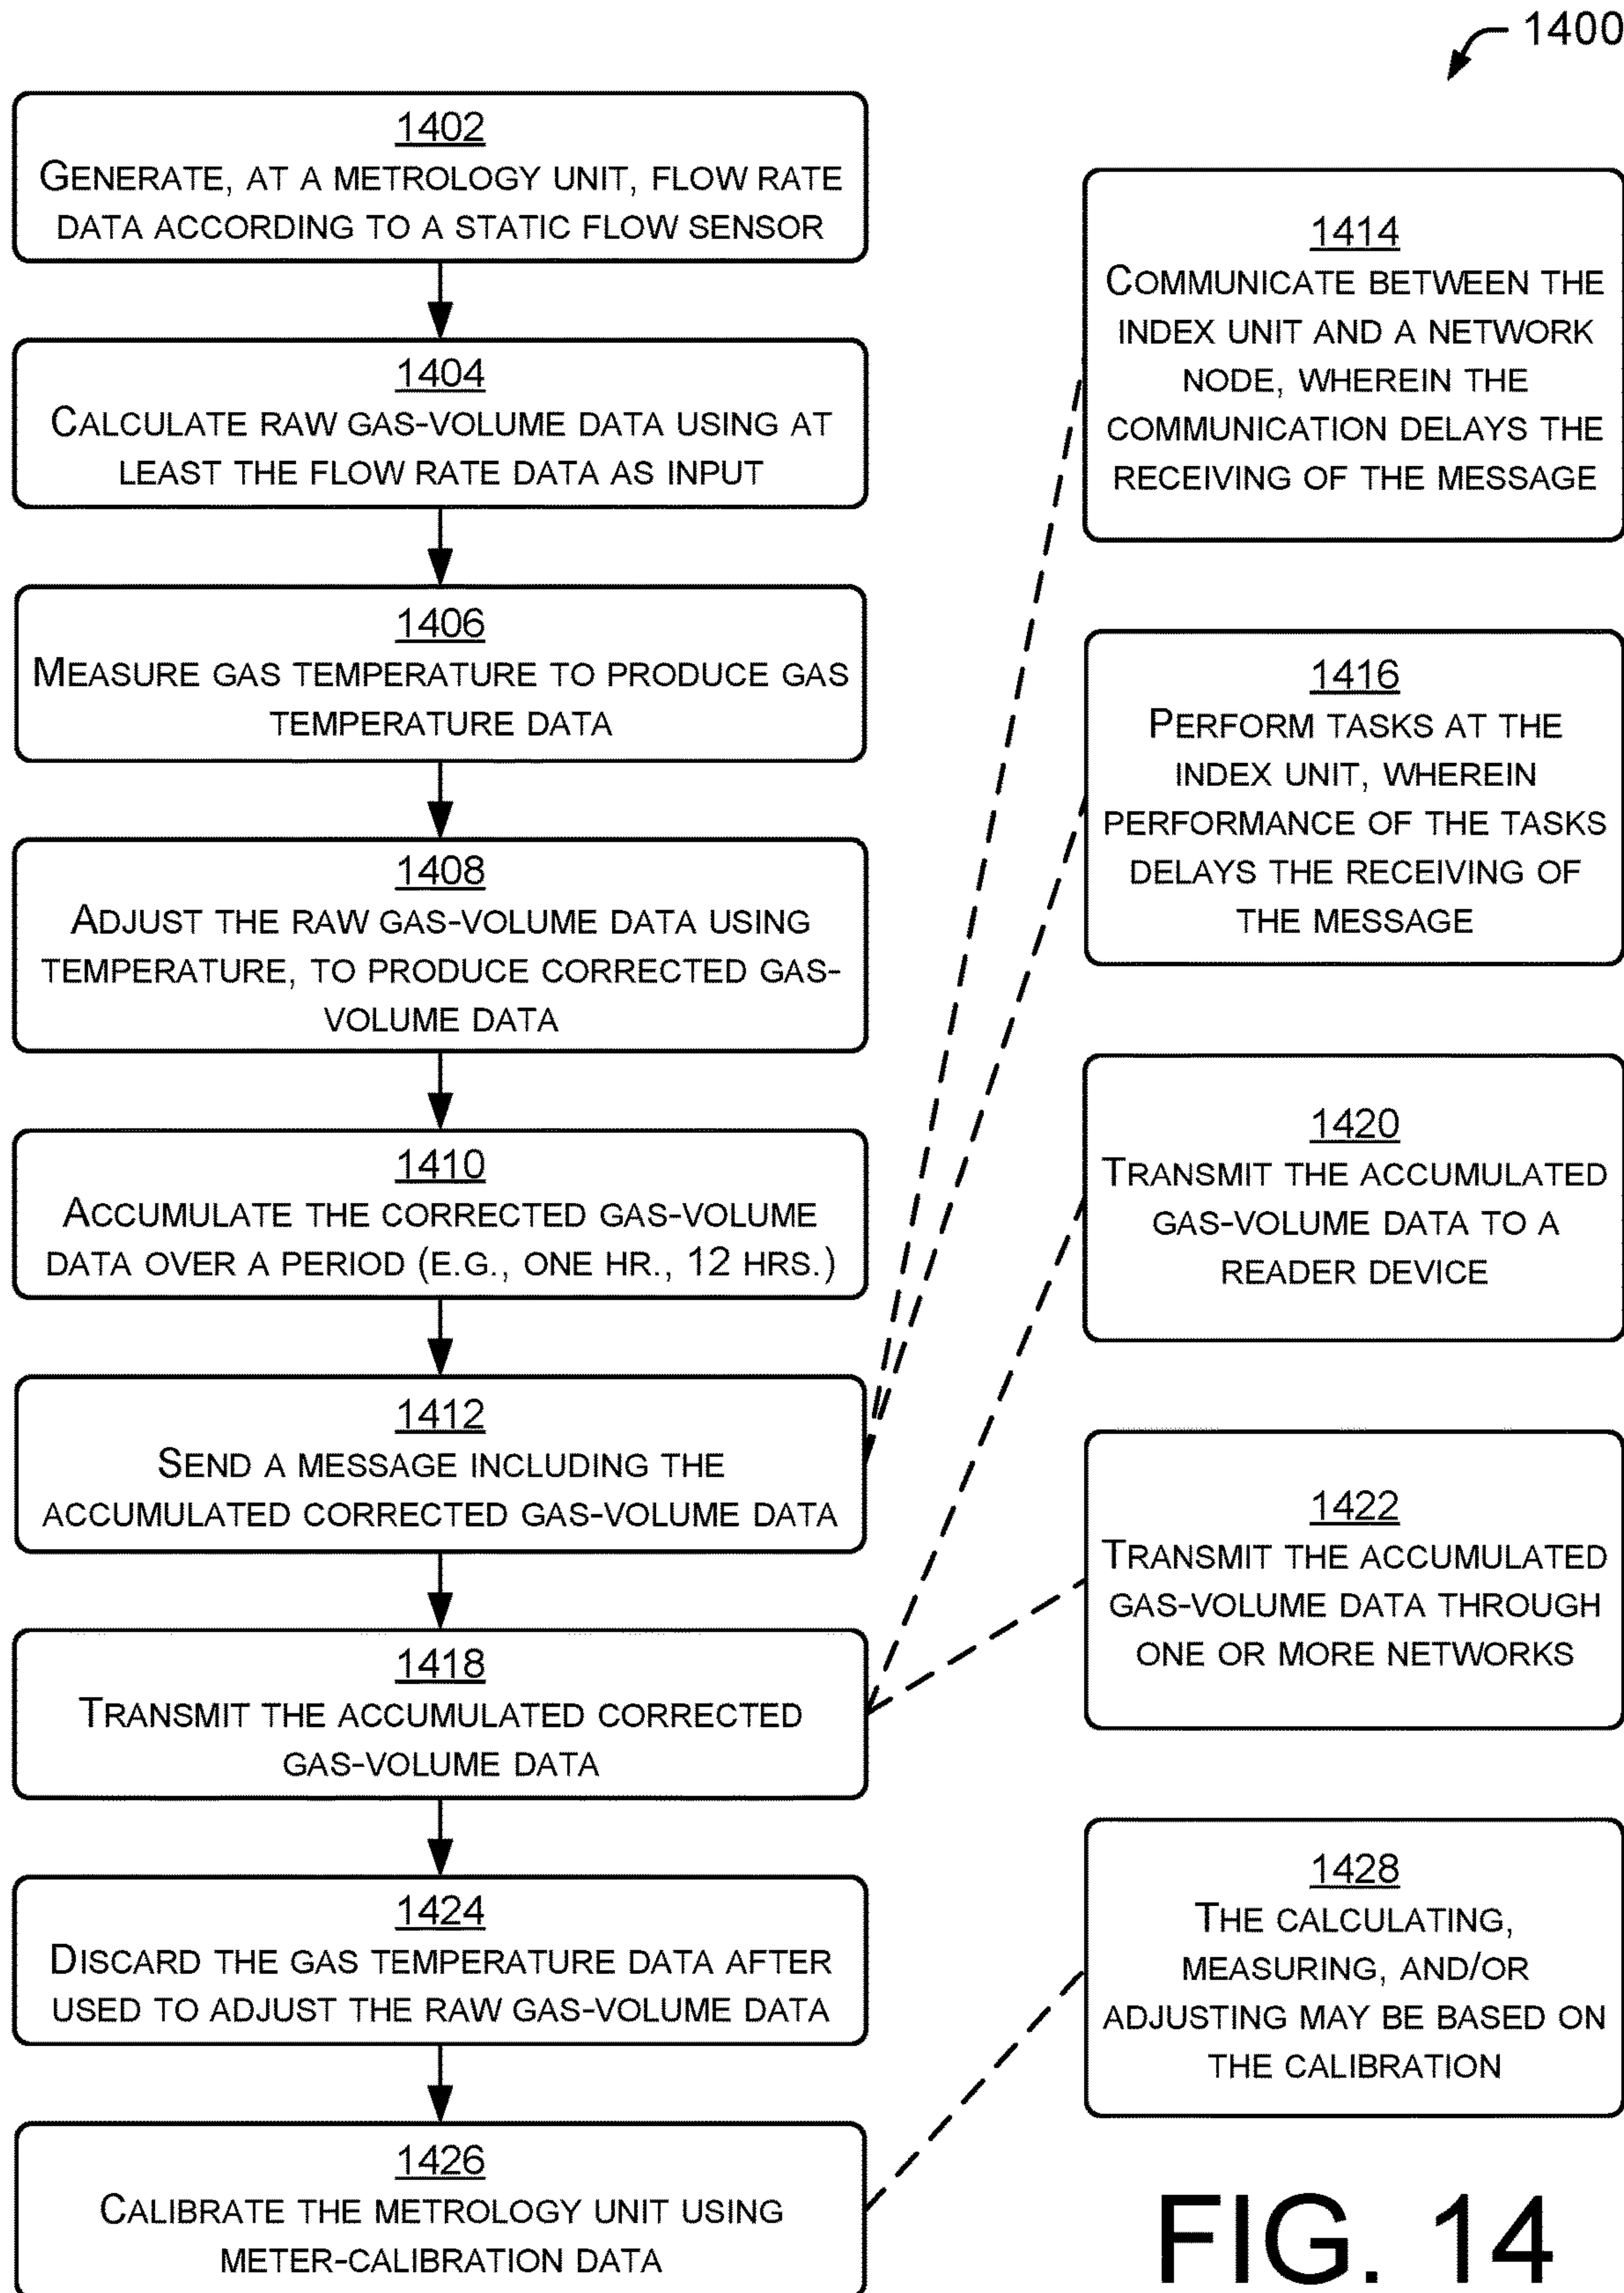 1400
1402
GENERATE, AT A METROLOGY UNIT, FLOW RATE
DATA ACCORDING TO A STATIC FLOW SENSOR
1404
CALCULATE RAW GAS-VOLUME DATA USING AT
LEAST THE FLOW RATE DATA AS INPUT
1406
MEASURE GAS TEMPERATURE TO PRODUCE GAS
TEMPERATURE DATA
1408
ADJUST THE RAW GAS-VOLUME DATA USING
TEMPERATURE, TO PRODUCE CORRECTED GAS-
VOLUME DATA
1410
ACCUMULATE THE CORRECTED GAS-VOLUME
DATA OVER A PERIOD (E.G., ONE HR., 12 HRS.)
1412
SEND A MESSAGE INCLUDING THE
ACCUMULATED CORRECTED GAS-VOLUME DATA
1418
TRANSMIT THE ACCUMULATED CORRECTED
GAS-VOLUME DATA
1424
DISCARD THE GAS TEMPERATURE DATA AFTER
USED TO ADJUST THE RAW GAS-VOLUME DATA
1426
CALIBRATE THE METROLOGY UNIT USING
METER-CALIBRATION DATA
1414
COMMUNICATE BETWEEN THE
INDEX UNIT AND A NETWORK
NODE, WHEREIN THE
COMMUNICATION DELAYS THE
RECEIVING OF THE MESSAGE
1416
PERFORM TASKS AT THE
INDEX UNIT, WHEREIN
PERFORMANCE OF THE TASKS
DELAYS THE RECEIVING OF
THE MESSAGE
1420
TRANSMIT THE ACCUMULATED
GAS-VOLUME DATA TO A
READER DEVICE
1422
TRANSMIT THE ACCUMULATED
GAS-VOLUME DATA THROUGH
ONE OR MORE NETWORKS
1428
THE CALCULATING,
MEASURING, AND/OR
ADJUSTING MAY BE BASED ON
THE CALIBRATION
FIG. 14